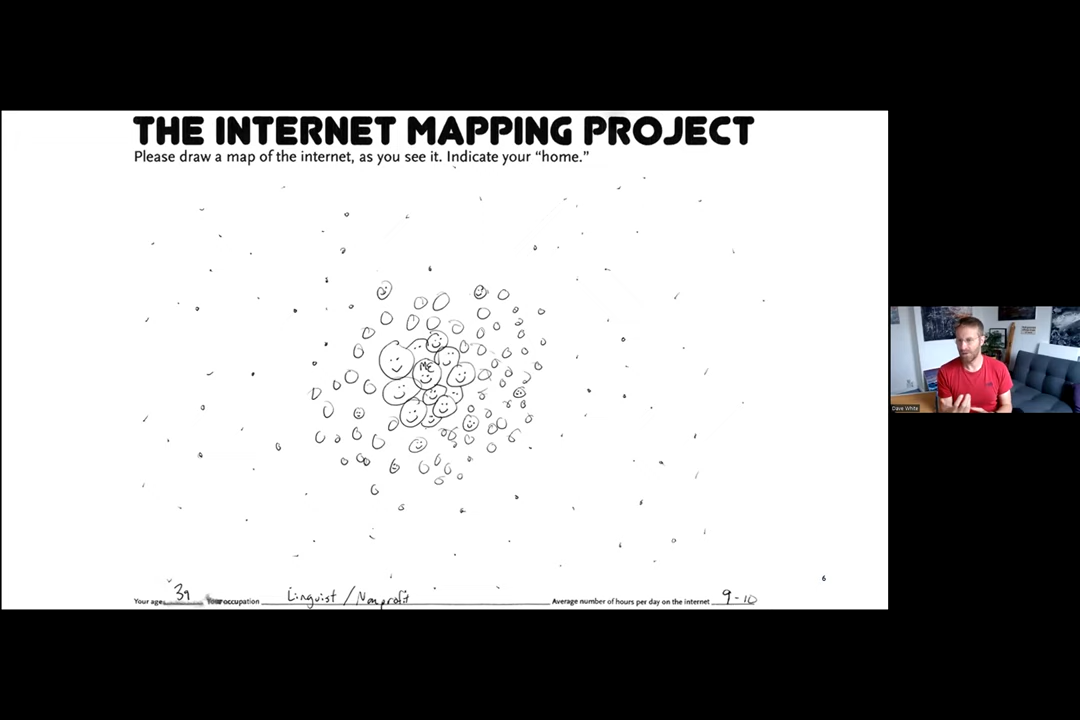 THE INTERNET MAPPING PROJECT
Please draw a map of the internet, as you see it. Indicate your “home.”
ME
6
Your age 39 Your occupation Linguist / Nonprofit Average number of hours per day on the internet 9-10
Dave White